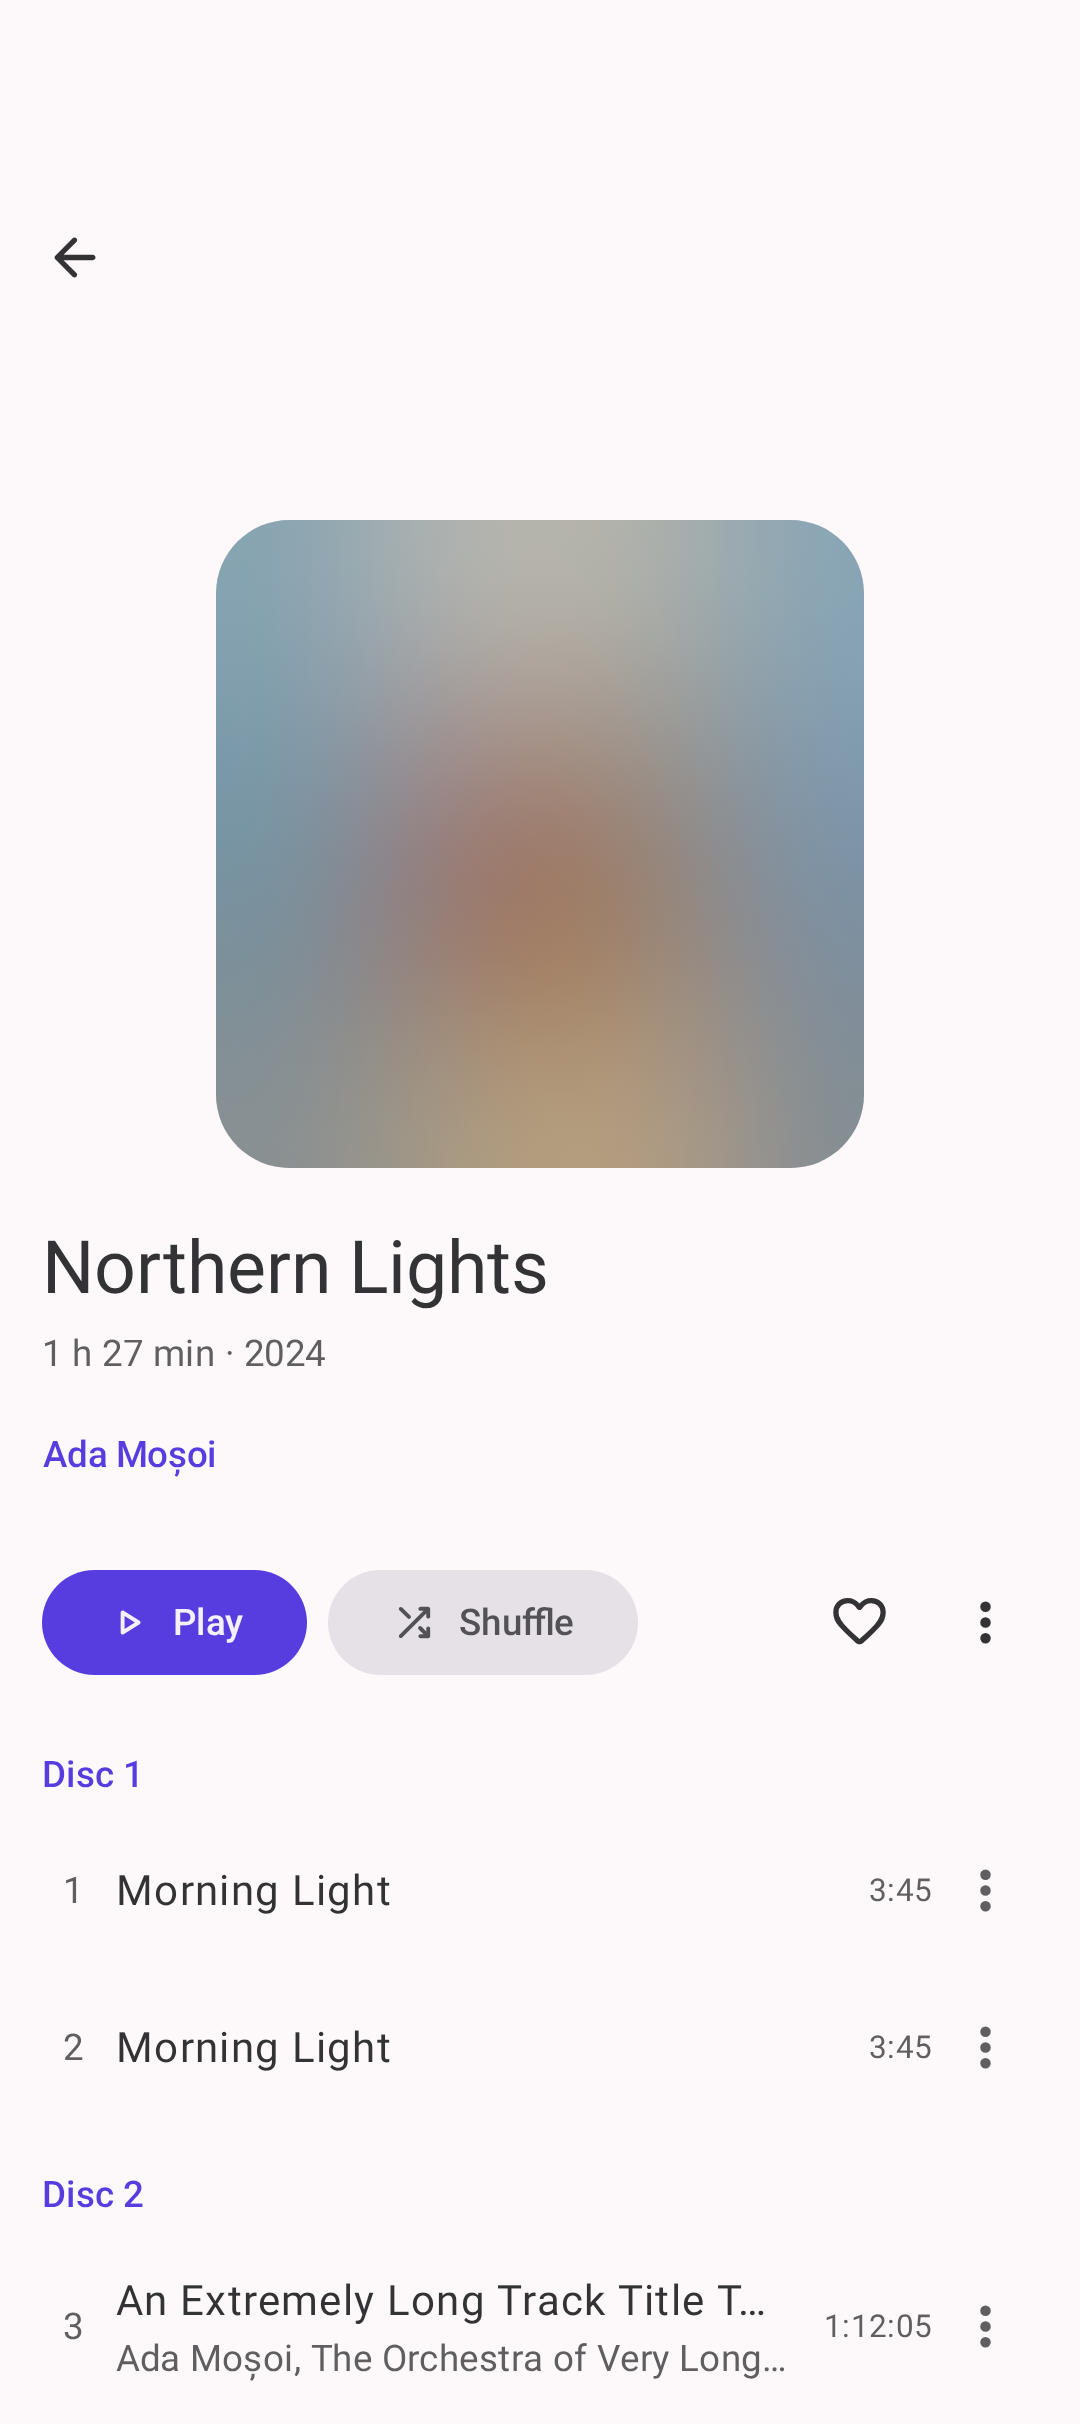 Northern Lights
1 h 27 min · 2024
Ada Moșoi
Play
Shuffle
Disc 1
1 Morning Light 3:45
2 Morning Light 3:45
Disc 2
3 An Extremely Long Track Title T… 1:12:05
Ada Moșoi, The Orchestra of Very Long…